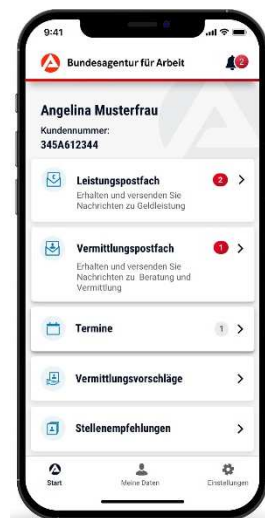 9:41
Bundesagentur für Arbeit
2
Angelina Musterfrau
Kundennummer:
345A612344
Leistungspostfach
2
Erhalten und versenden Sie
Nachrichten zu Geldleistung
Vermittlungspostfach
1
Erhalten und versenden Sie
Nachrichten zu Beratung und
Vermittlung
Termine
1
Vermittlungsvorschläge
Stellenempfehlungen
Start
Meine Daten
Einstellungen